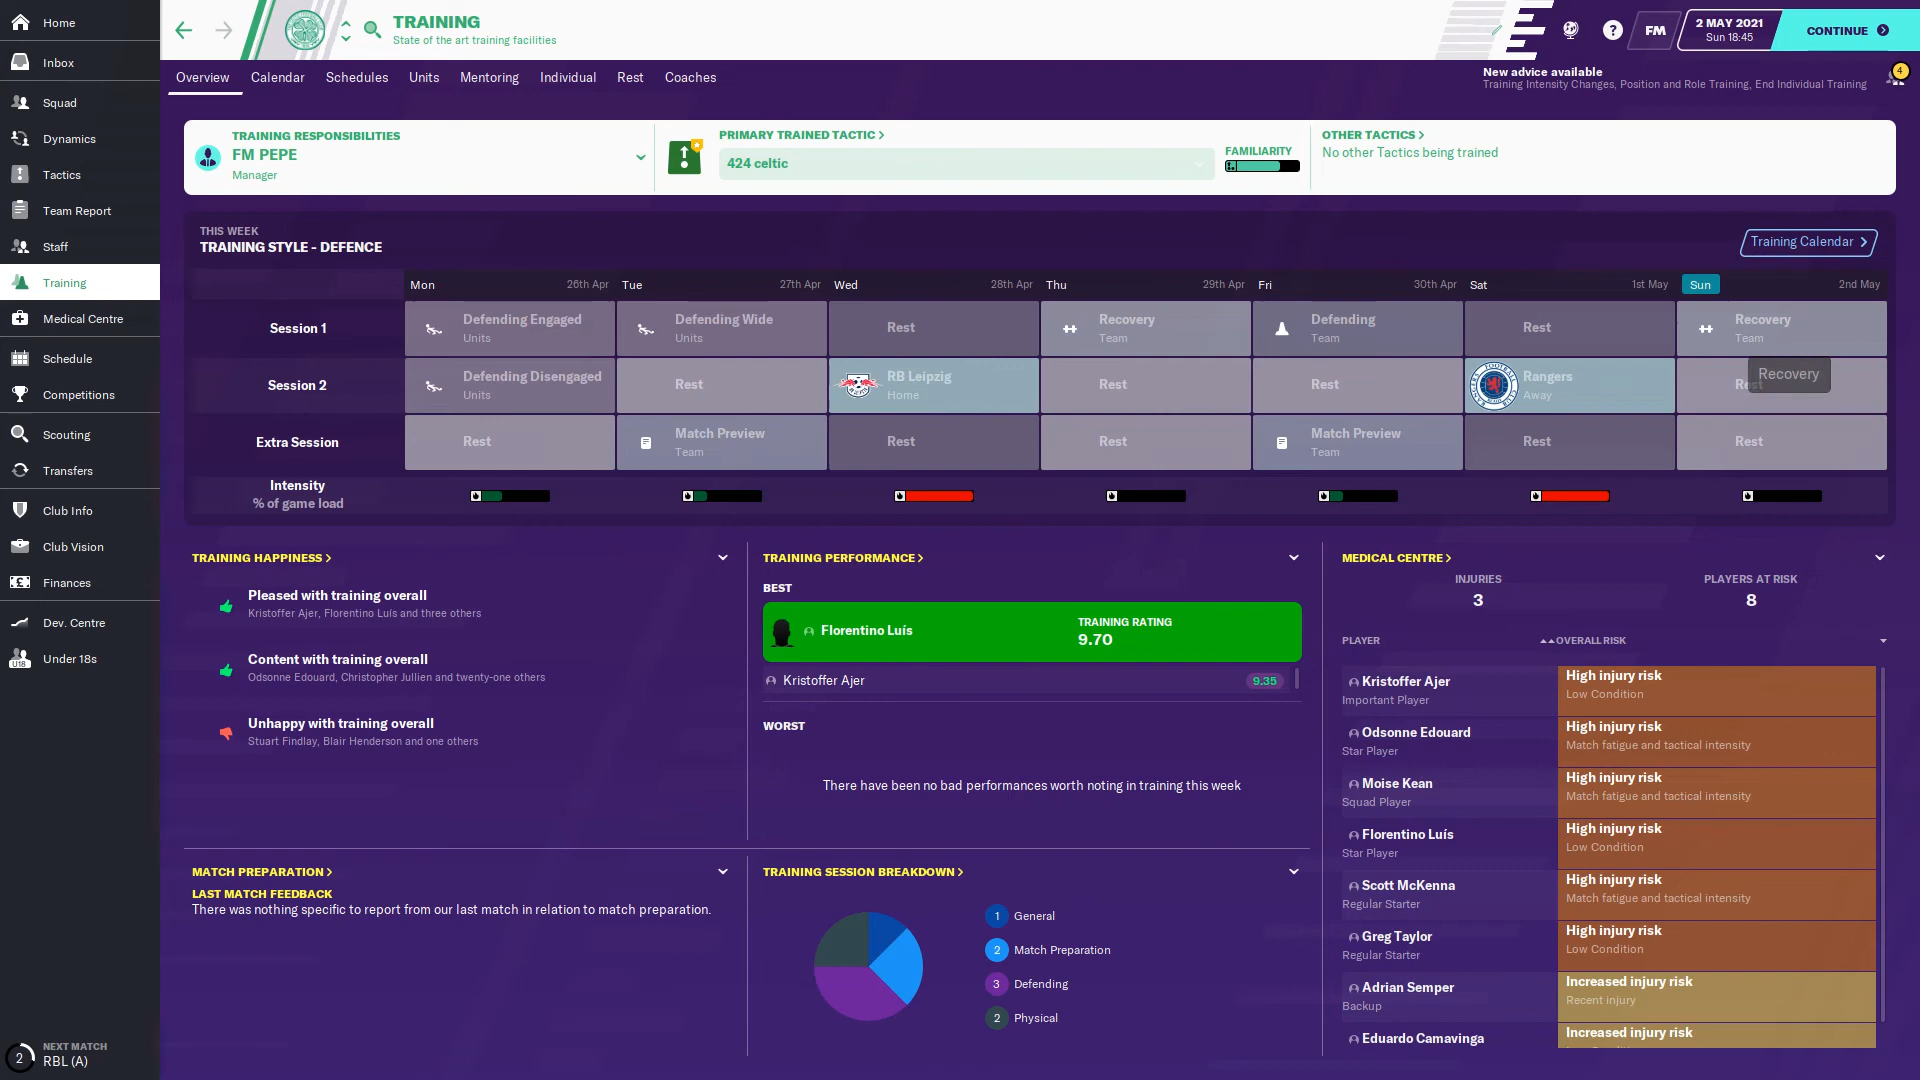 Home
Inbox
Squad
Dynamics
Tactics
Team Report
Staff
Training
Medical Centre
Schedule
Competitions
Scouting
Transfers
Club Info
Club Vision
Finances
Dev. Centre
U18
Under 18s
2
NEXT MATCH
RBL (A)
TRAINING
State of the art training facilities
?
FM
2 MAY 2021
Sun 18:45
CONTINUE
Overview
Calendar
Schedules
Units
Mentoring
Individual
Rest
Coaches
New advice available
Training Intensity Changes, Position and Role Training, End Individual Training
4
TRAINING RESPONSIBILITIES
FM PEPE
Manager
PRIMARY TRAINED TACTIC >
424 celtic
FAMILIARITY
OTHER TACTICS >
No other Tactics being trained
THIS WEEK
TRAINING STYLE - DEFENCE
Training Calendar >
Mon 26th Apr Tue 27th Apr Wed 28th Apr Thu 29th Apr Fri 30th Apr Sat 1st May Sun 2nd May
Session 1
Defending Engaged
Units
Defending Wide
Units
Rest
Recovery
Team
Defending
Team
Rest
Recovery
Team
Session 2
Defending Disengaged
Units
Rest
RB Leipzig
Home
Rest
Rest
Rangers
Away
Recovery
Extra Session
Rest
Match Preview
Team
Rest
Rest
Match Preview
Team
Rest
Rest
Intensity
% of game load
TRAINING HAPPINESS >
Pleased with training overall
Kristoffer Ajer, Florentino Luís and three others
Content with training overall
Odsonne Edouard, Christopher Jullien and twenty-one others
Unhappy with training overall
Stuart Findlay, Blair Henderson and one others
TRAINING PERFORMANCE >
BEST
Florentino Luís
TRAINING RATING
9.70
Kristoffer Ajer 9.35
WORST
There have been no bad performances worth noting in training this week
MEDICAL CENTRE >
INJURIES
3
PLAYERS AT RISK
8
PLAYER OVERALL RISK
Kristoffer Ajer
Important Player
High injury risk
Low Condition
Odsonne Edouard
Star Player
High injury risk
Match fatigue and tactical intensity
Moise Kean
Squad Player
High injury risk
Match fatigue and tactical intensity
Florentino Luís
Star Player
High injury risk
Low Condition
Scott McKenna
Regular Starter
High injury risk
Match fatigue and tactical intensity
Greg Taylor
Regular Starter
High injury risk
Low Condition
Adrian Semper
Backup
Increased injury risk
Recent injury
Eduardo Camavinga
Increased injury risk
MATCH PREPARATION >
LAST MATCH FEEDBACK
There was nothing specific to report from our last match in relation to match preparation.
TRAINING SESSION BREAKDOWN >
1 General
2 Match Preparation
3 Defending
2 Physical